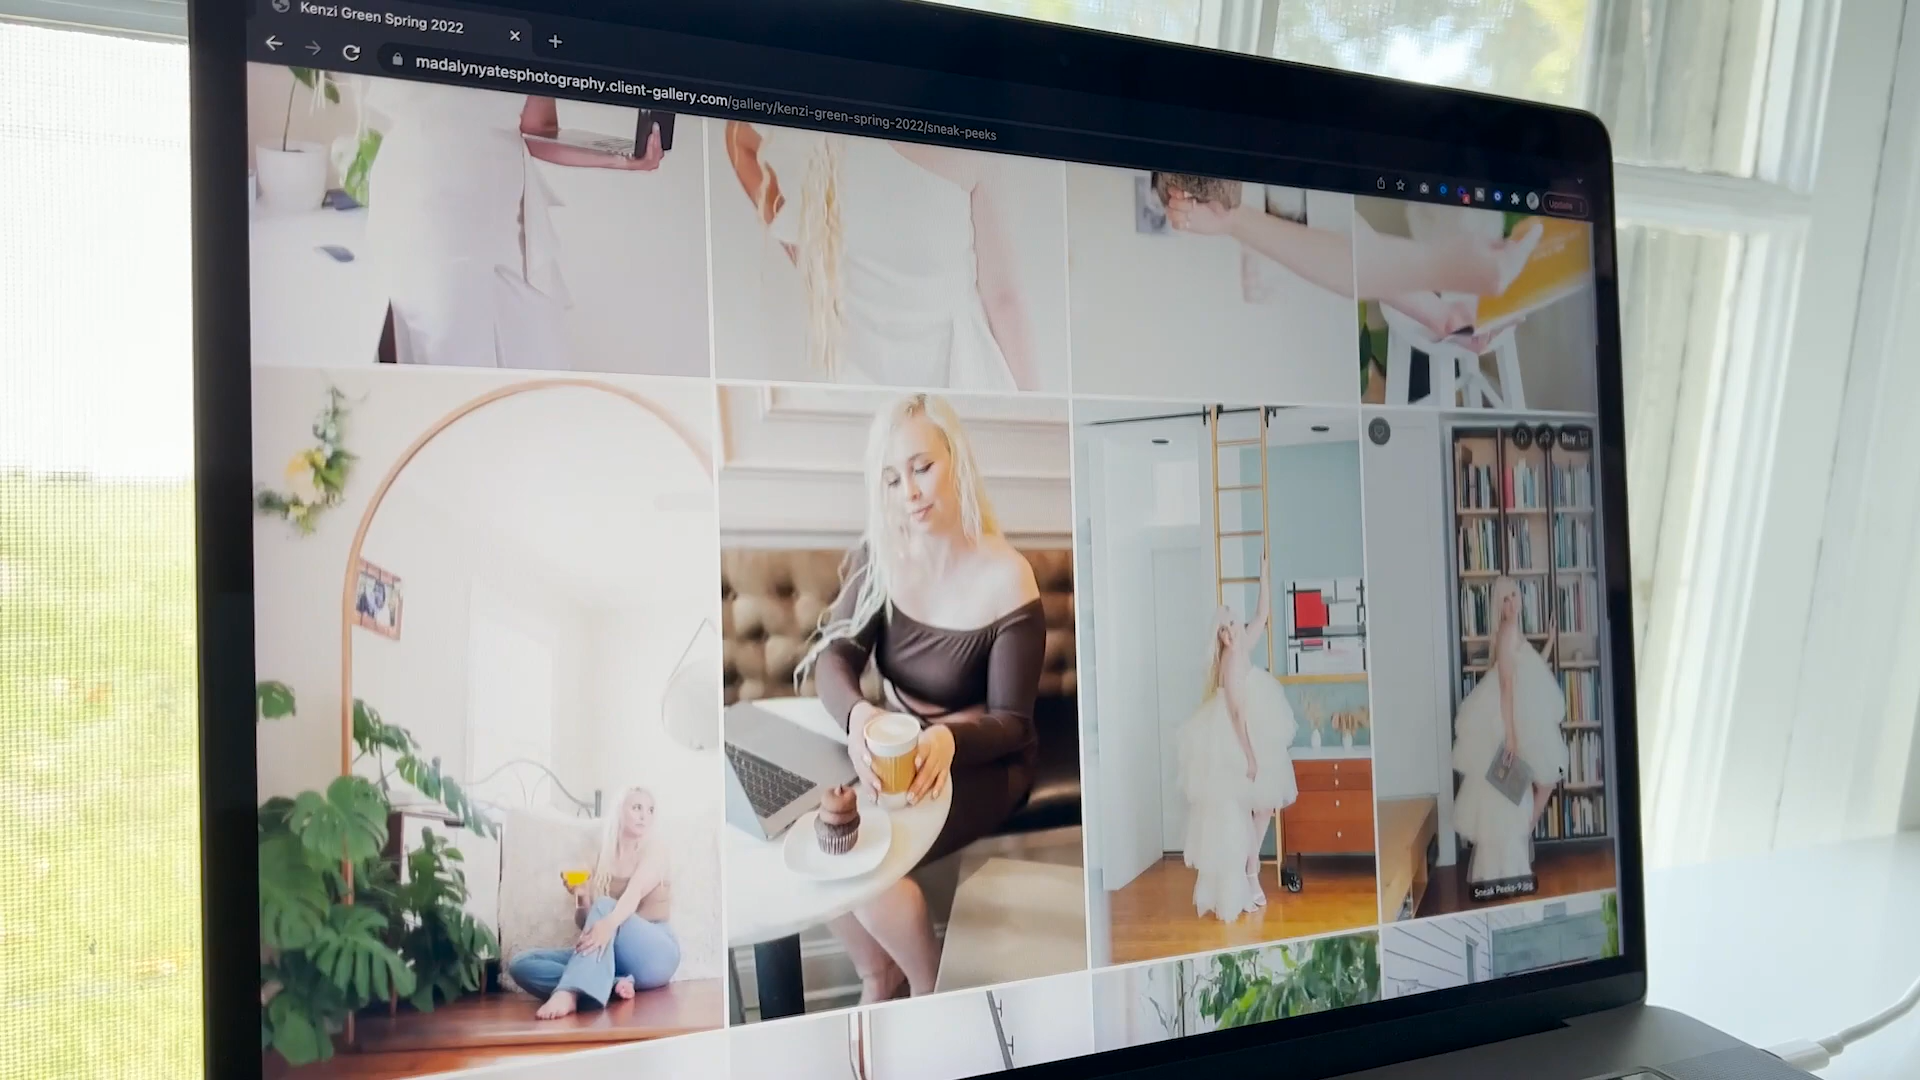 Kenzi Green Spring 2022
madalynyatesphotography.client-gallery.com/gallery/kenzi-green-spring-2022/sneak-peeks
Update
Buy
Sneak Peeks-9.jpg